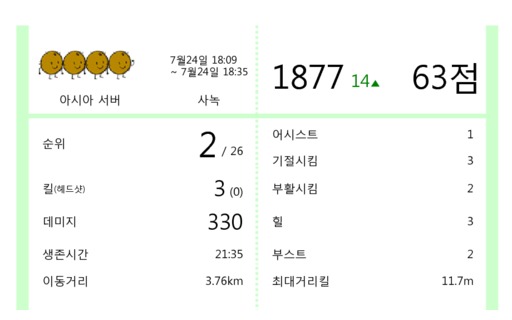 7월24일 18:09
~ 7월24일 18:35
아시아 서버
사녹
1877 14▲ 63점
순위 2 / 26
킬(헤드샷) 3 (0)
데미지 330
생존시간 21:35
이동거리 3.76km
어시스트 1
기절시킴 3
부활시킴 2
힐 3
부스트 2
최대거리킬 11.7m